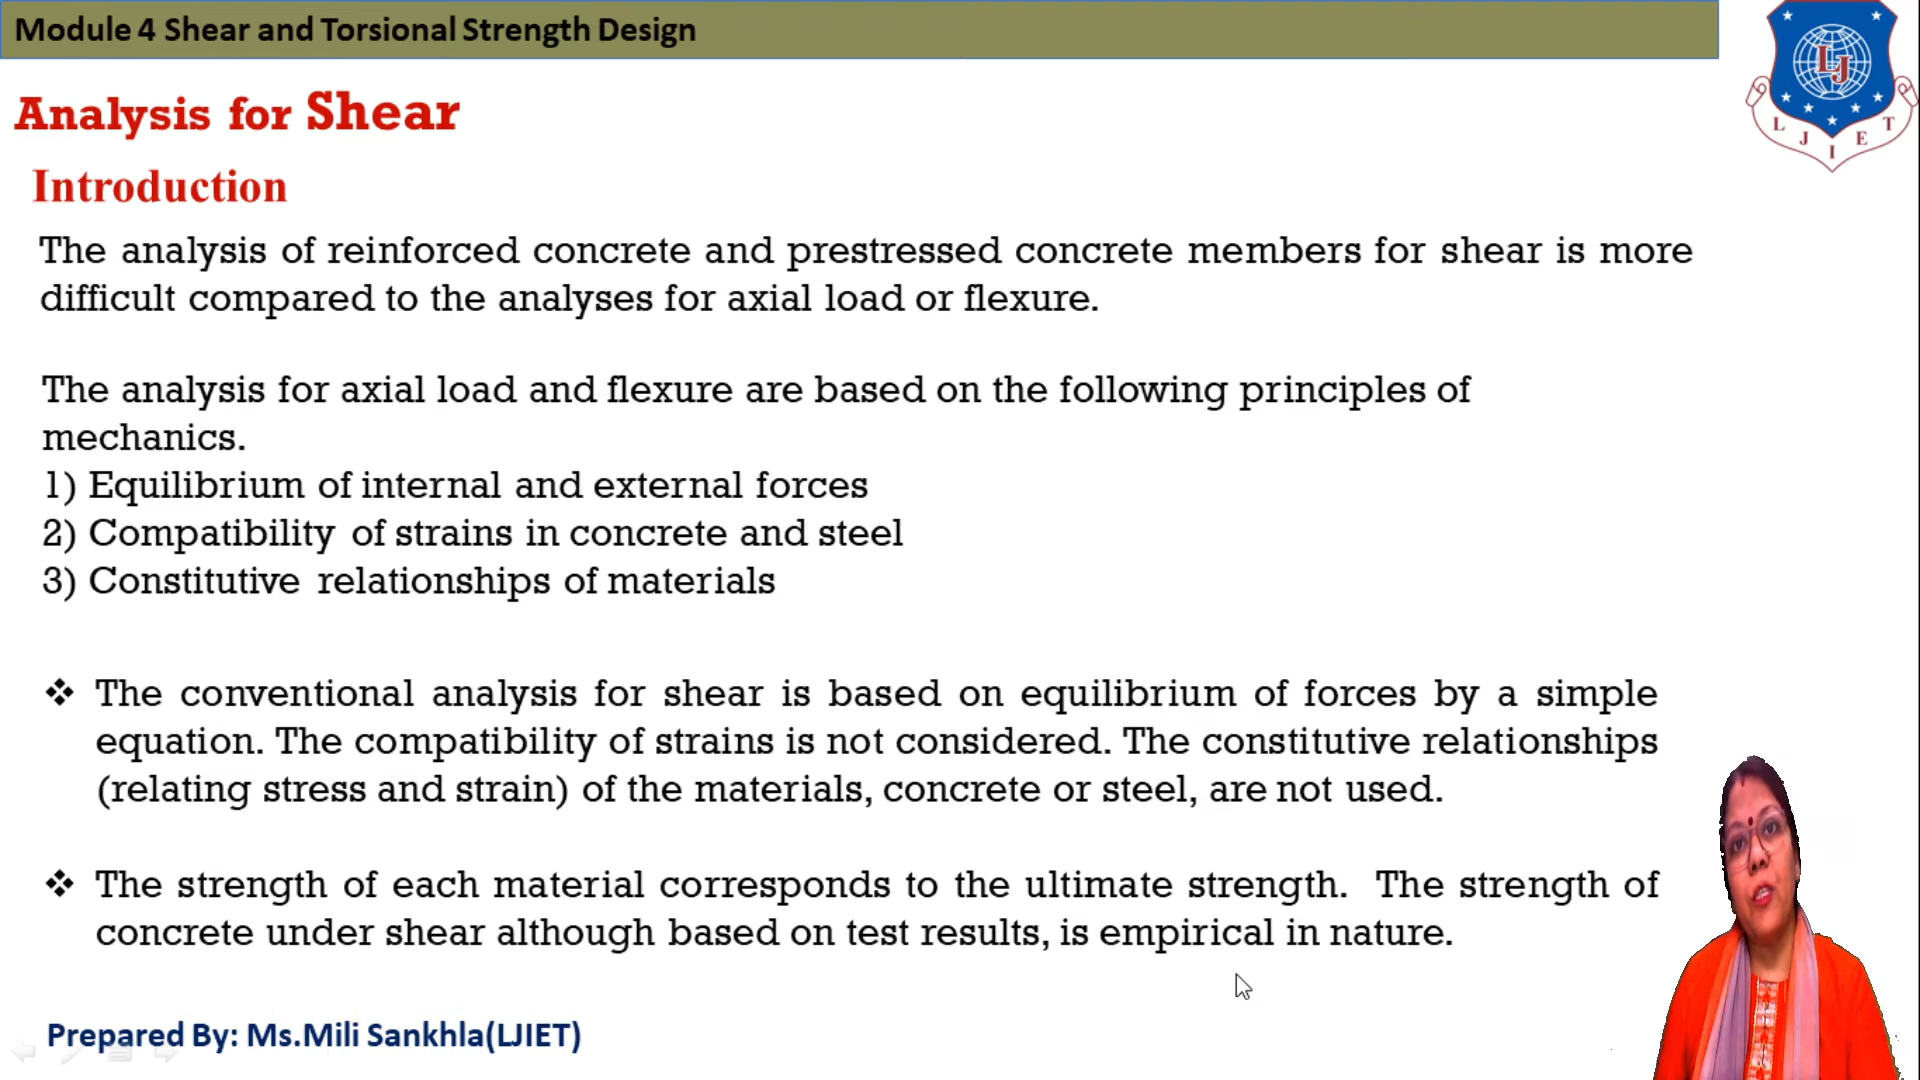 Module 4 Shear and Torsional Strength Design
L J
L J I E T
Analysis for Shear
Introduction
The analysis of reinforced concrete and prestressed concrete members for shear is more
difficult compared to the analyses for axial load or flexure.
The analysis for axial load and flexure are based on the following principles of
mechanics.
1) Equilibrium of internal and external forces
2) Compatibility of strains in concrete and steel
3) Constitutive relationships of materials
❖ The conventional analysis for shear is based on equilibrium of forces by a simple
equation. The compatibility of strains is not considered. The constitutive relationships
(relating stress and strain) of the materials, concrete or steel, are not used.
❖ The strength of each material corresponds to the ultimate strength. The strength of
concrete under shear although based on test results, is empirical in nature.
Prepared By: Ms.Mili Sankhla(LJIET)